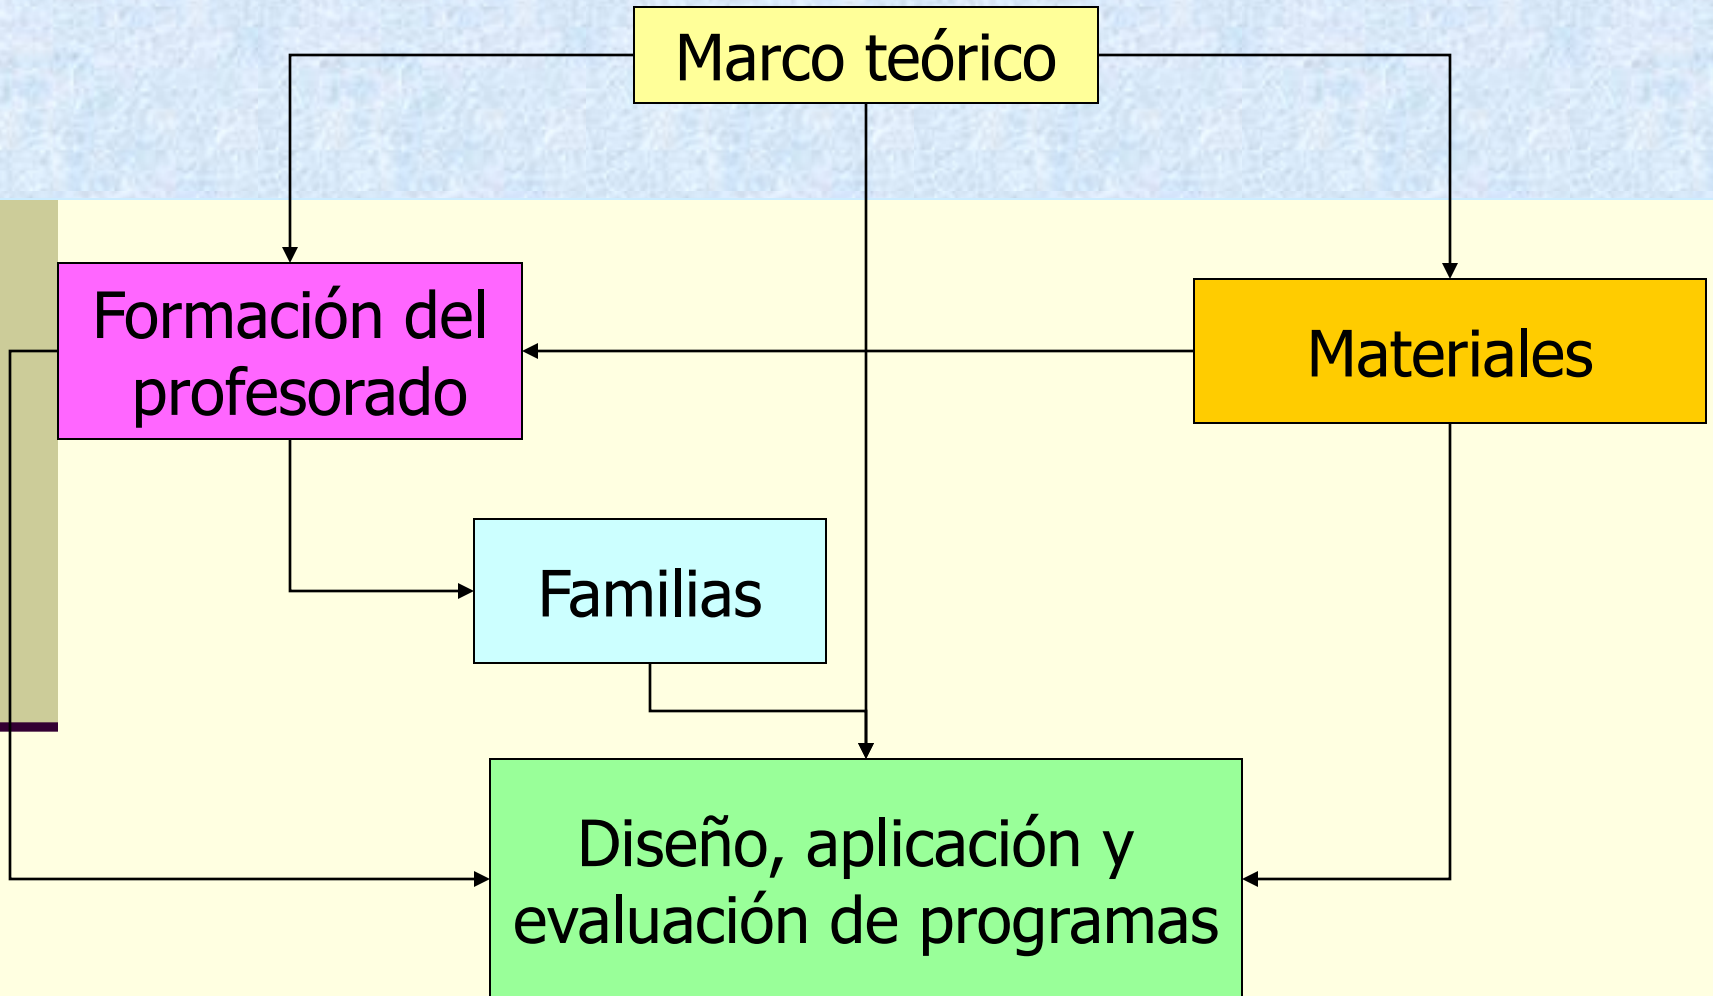 Marco teórico
Formación del
profesorado
Materiales
Familias
Diseño, aplicación y
evaluación de programas